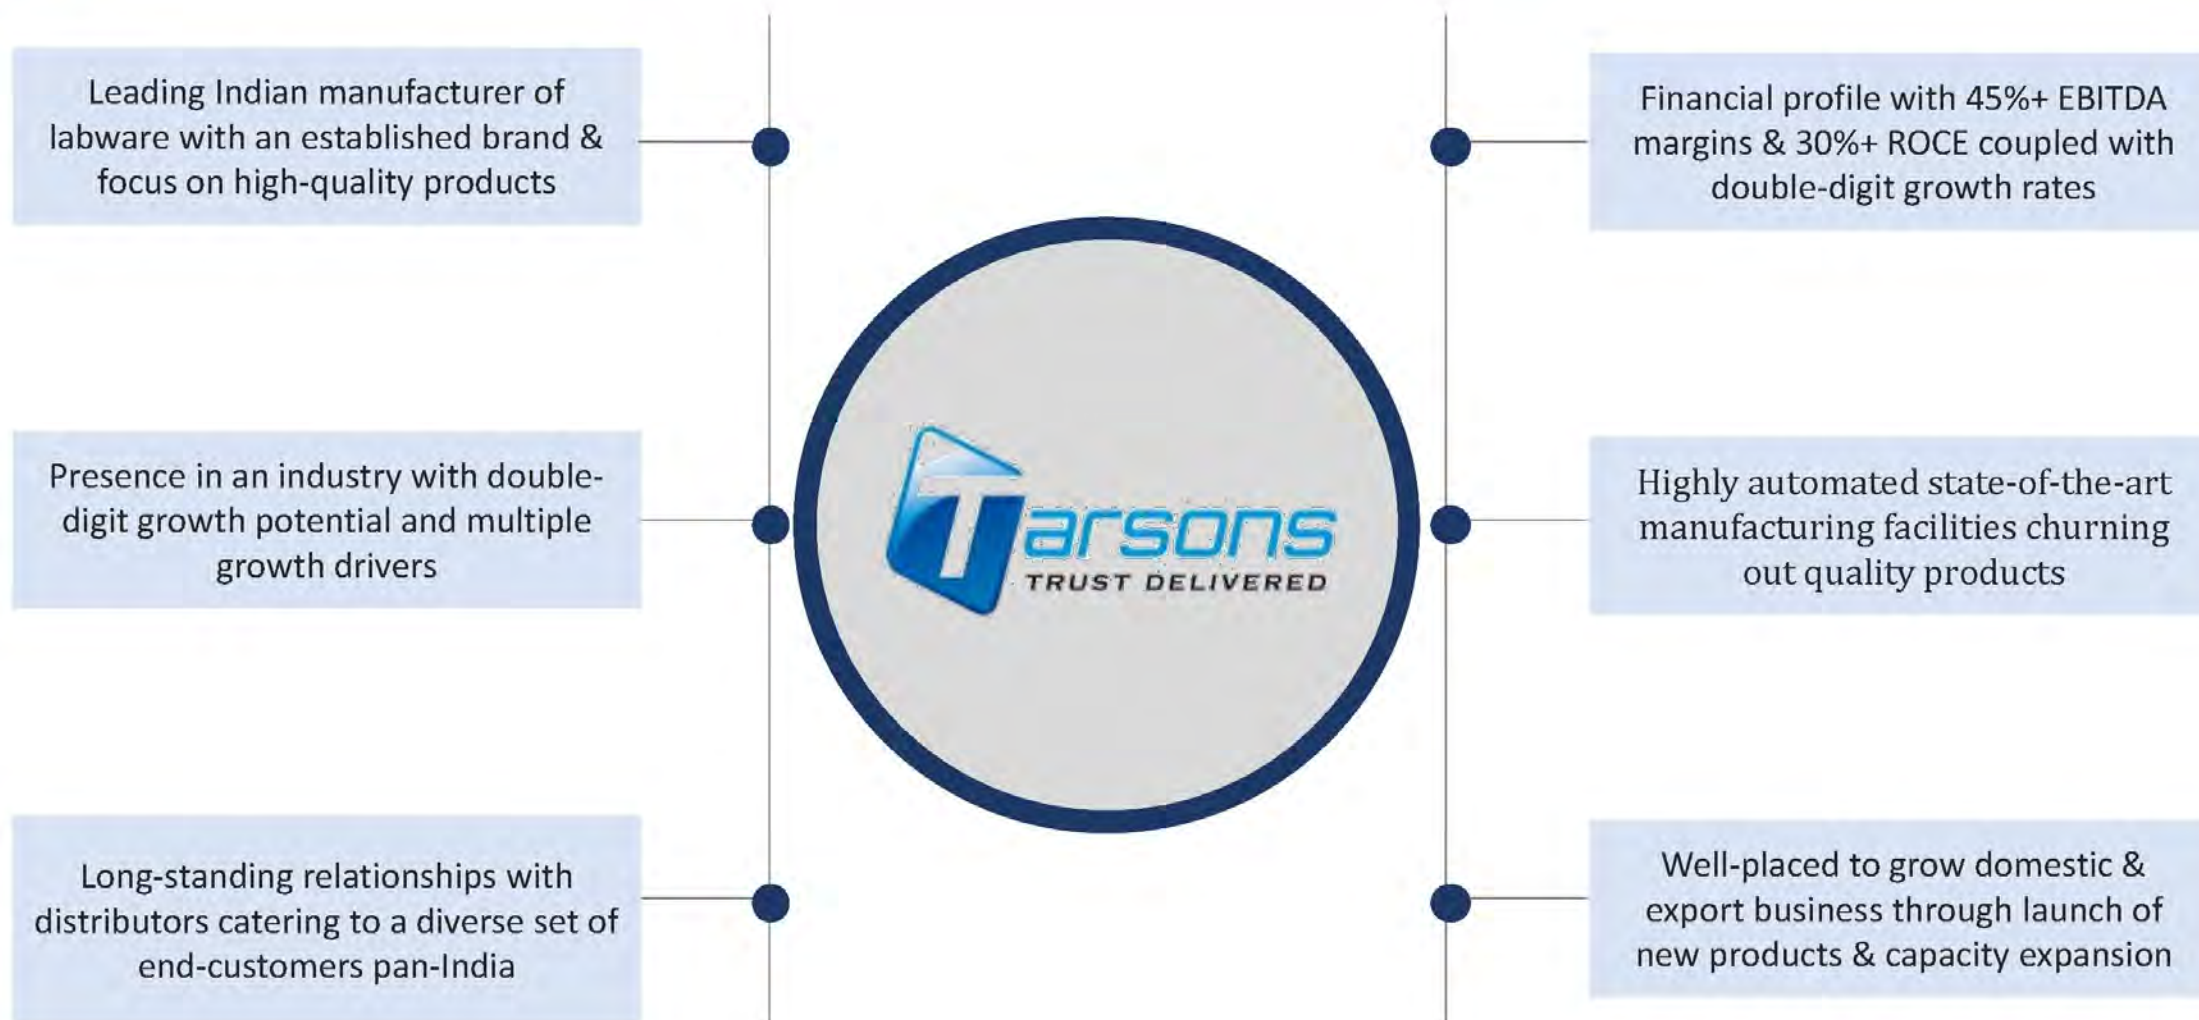 Leading Indian manufacturer of
labware with an established brand &
focus on high-quality products
Presence in an industry with double-
digit growth potential and multiple
growth drivers
Long-standing relationships with
distributors catering to a diverse set of
end-customers pan-India
Tarsons
TRUST DELIVERED
Financial profile with 45%+ EBITDA
margins & 30%+ ROCE coupled with
double-digit growth rates
Highly automated state-of-the-art
manufacturing facilities churning
out quality products
Well-placed to grow domestic &
export business through launch of
new products & capacity expansion